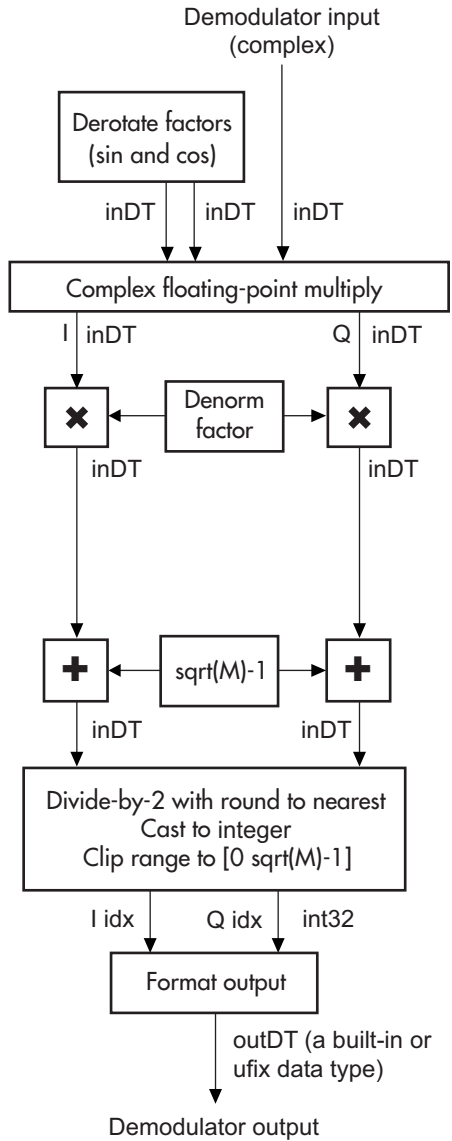 Demodulator input
(complex)
Derotate factors
(sin and cos)
inDT inDT inDT
Complex floating-point multiply
I inDT Q inDT
Denorm
factor
inDT inDT
sqrt(M)-1
inDT inDT
Divide-by-2 with round to nearest
Cast to integer
Clip range to [0 sqrt(M)-1]
I idx Q idx int32
Format output
outDT (a built-in or
ufix data type)
Demodulator output